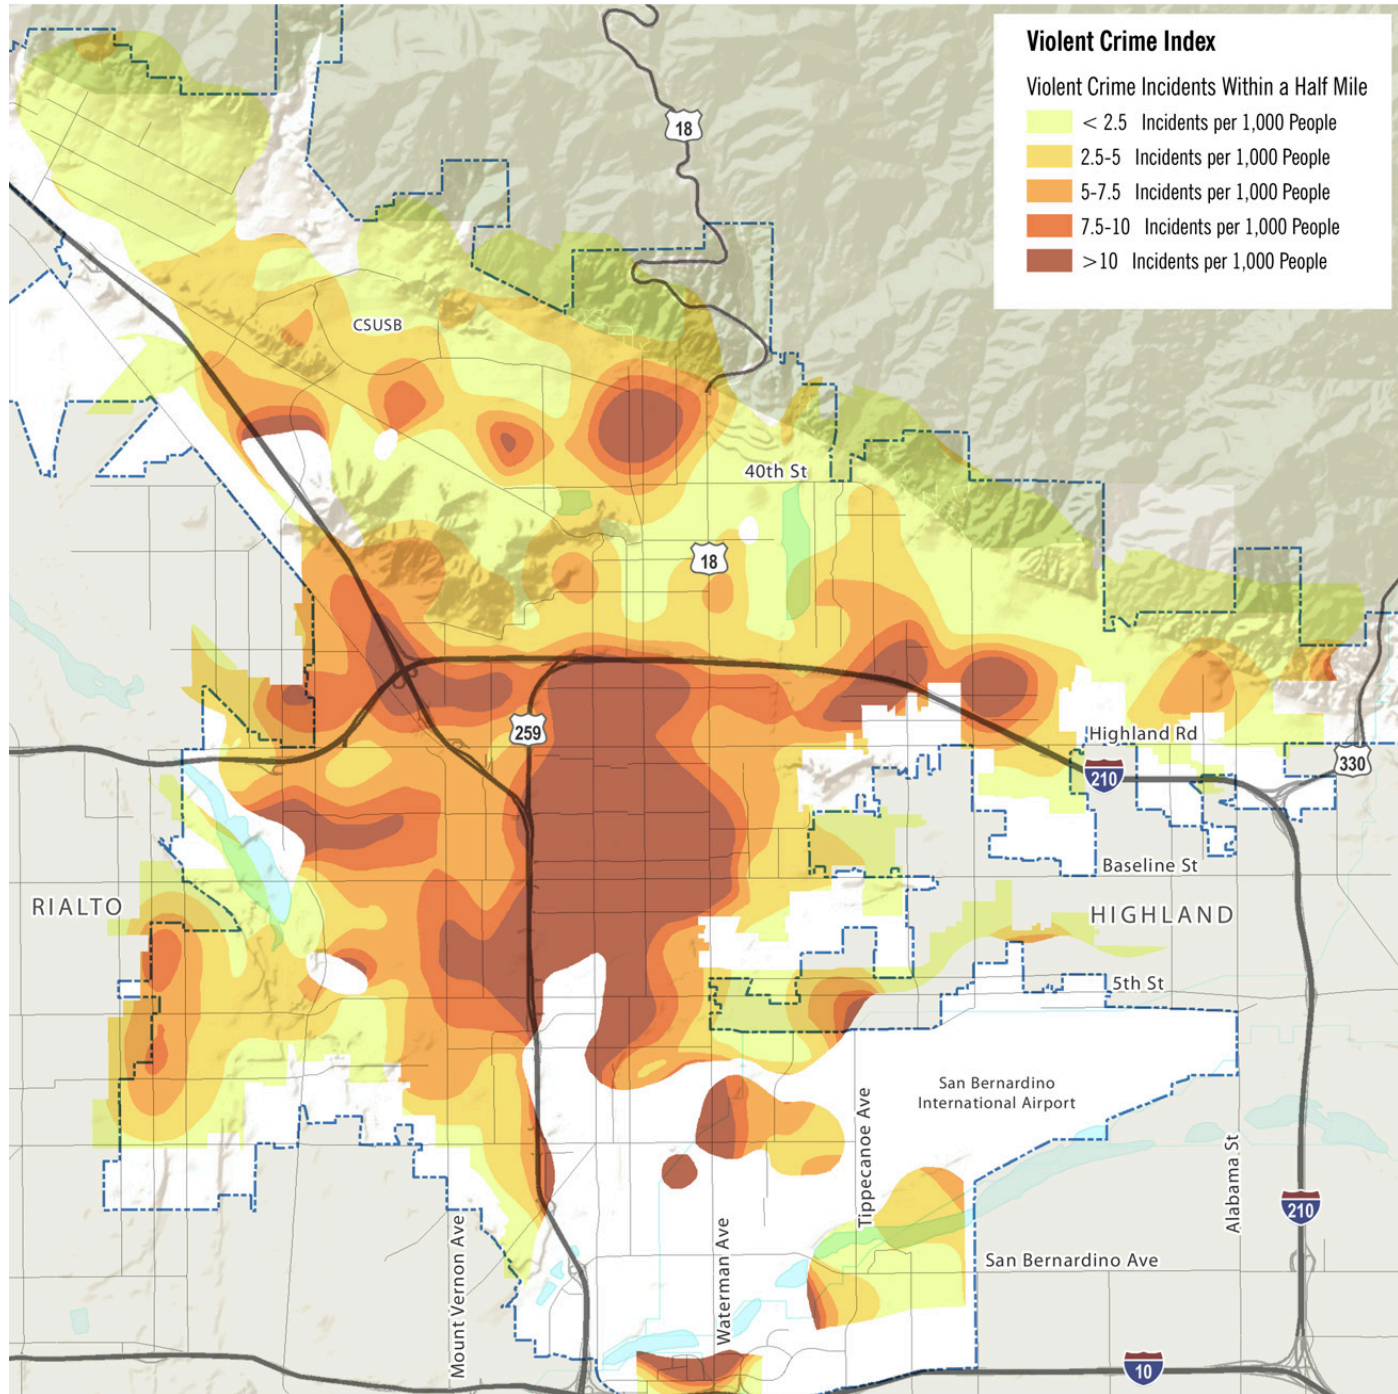 Violent Crime Index
Violent Crime Incidents Within a Half Mile
< 2.5 Incidents per 1,000 People
2.5-5 Incidents per 1,000 People
5-7.5 Incidents per 1,000 People
7.5-10 Incidents per 1,000 People
>10 Incidents per 1,000 People
18
CSUSB
40th St
18
259
Highland Rd
210
330
Baseline St
RIALTO
HIGHLAND
5th St
San Bernardino
International Airport
Tippecanoe Ave
Alabama St
210
Mount Vernon Ave
Waterman Ave
San Bernardino Ave
10